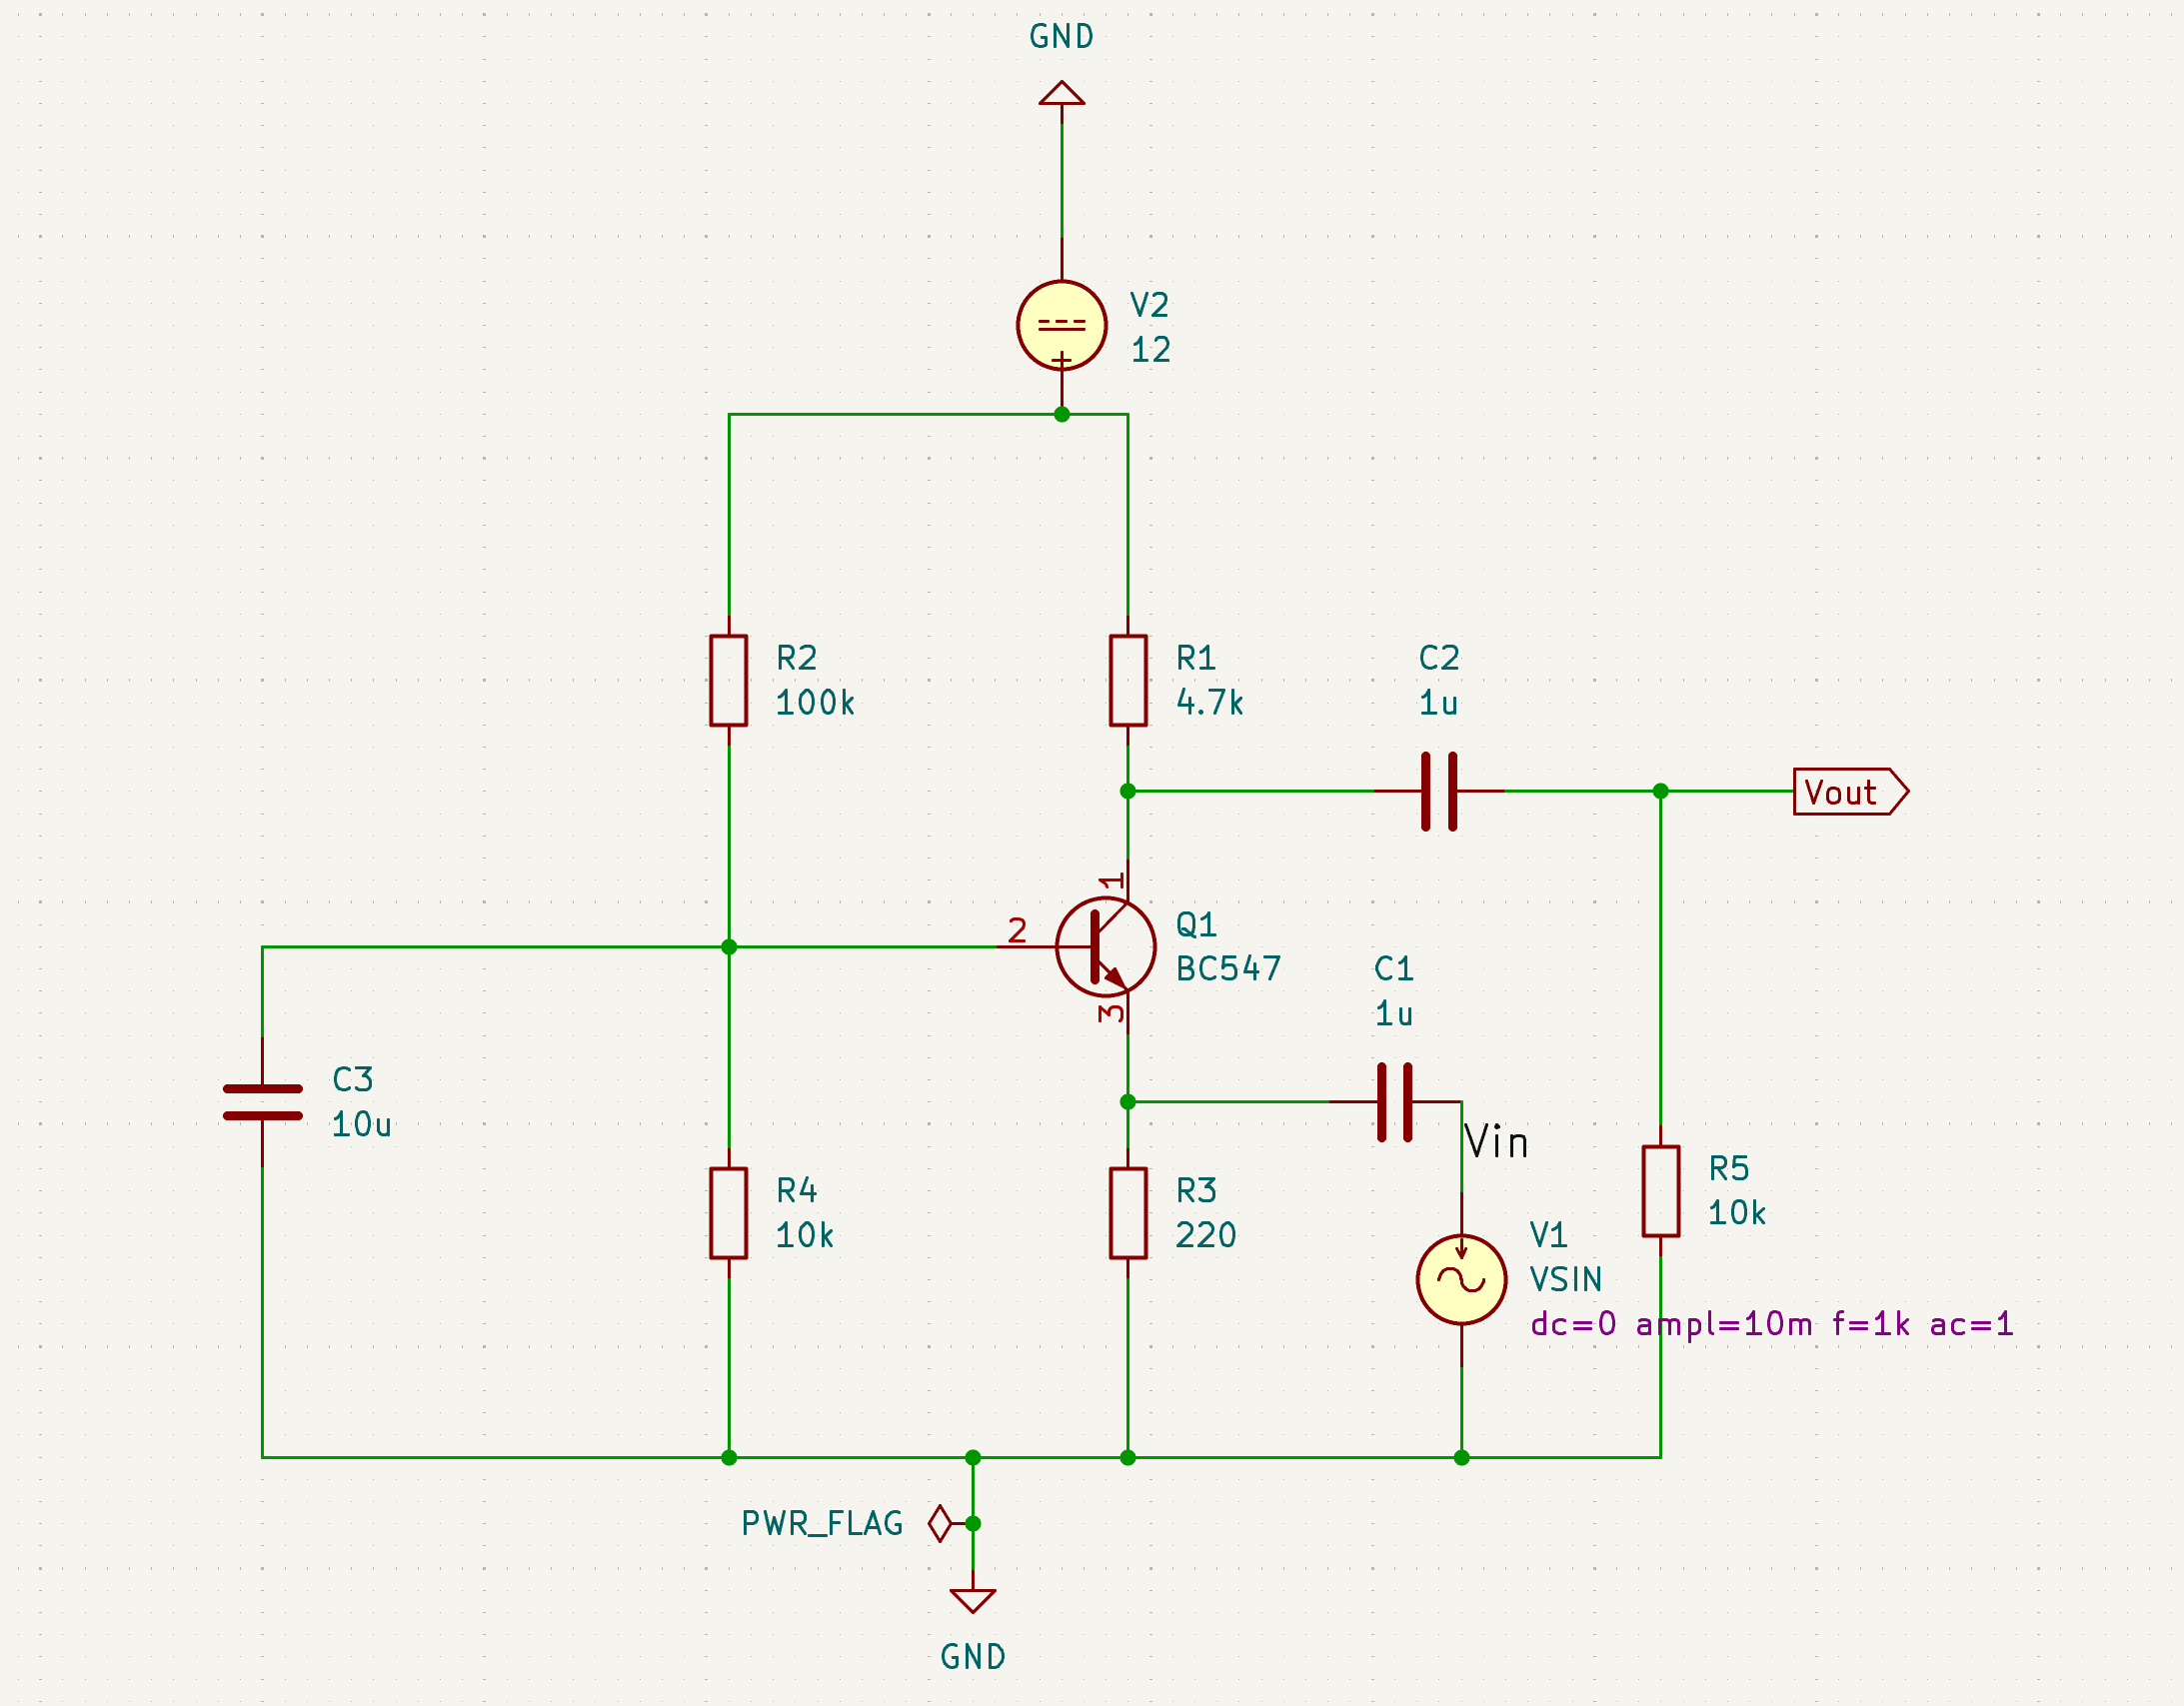 GND
V2
12
R2
100k
R1
4.7k
C2
1u
Vout
1
2
Q1
BC547
3
C1
1u
C3
10u
Vin
R4
10k
R3
220
R5
10k
V1
VSIN
dc=0 ampl=10m f=1k ac=1
PWR_FLAG
GND